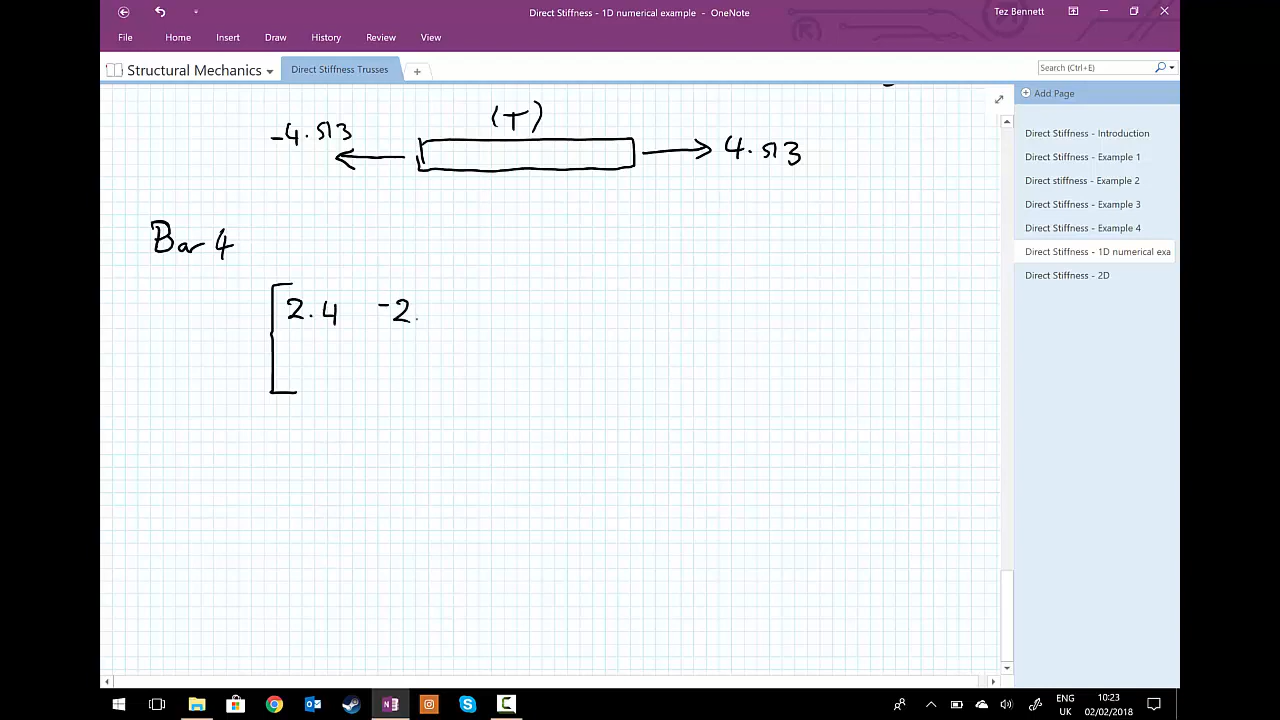 Direct Stiffness - 1D numerical example - OneNote
Tez Bennett
File Home Insert Draw History Review View
Structural Mechanics
Direct Stiffness Trusses
+
Search (Ctrl+E)
Add Page
Direct Stiffness - Introduction
Direct Stiffness - Example 1
Direct stiffness - Example 2
Direct Stiffness - Example 3
Direct Stiffness - Example 4
Direct Stiffness - 1D numerical exa
Direct Stiffness - 2D
(T)
-4.513
4.513
Bar 4
2.4 -2.
ENG
UK
10:23
02/02/2018